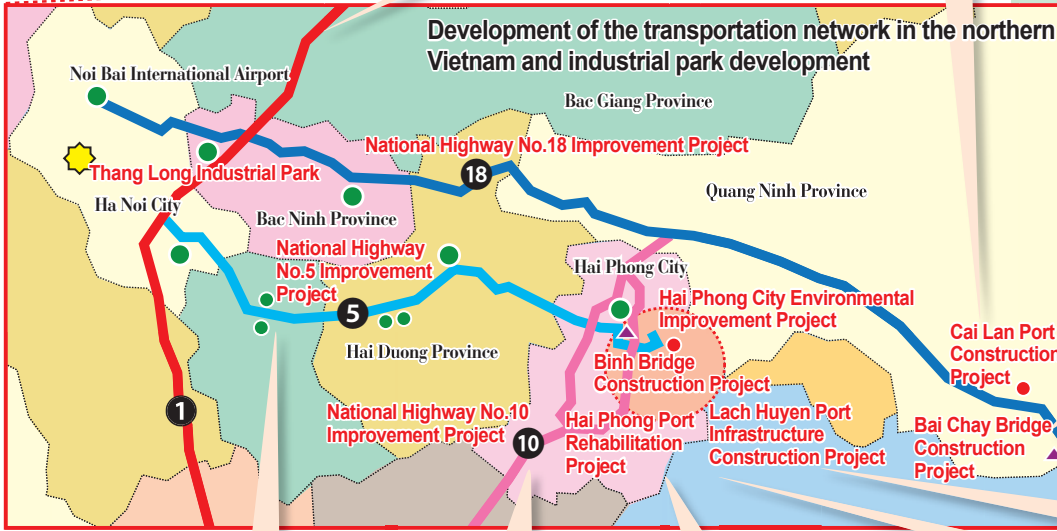 Development of the transportation network in the northern
Vietnam and industrial park development
Noi Bai International Airport
Bac Giang Province
National Highway No.18 Improvement Project
Thang Long Industrial Park
18
Quang Ninh Province
Ha Noi City
Bac Ninh Province
National Highway
No.5 Improvement
Project
Hai Phong City
5
Hai Phong City Environmental
Improvement Project
Hai Duong Province
Binh Bridge
Construction Project
Cai Lan Port
Construction
Project
1
National Highway No.10
Improvement Project
10
Hai Phong Port
Rehabilitation
Project
Lach Huyen Port
Infrastructure
Construction Project
Bai Chay Bridge
Construction
Project